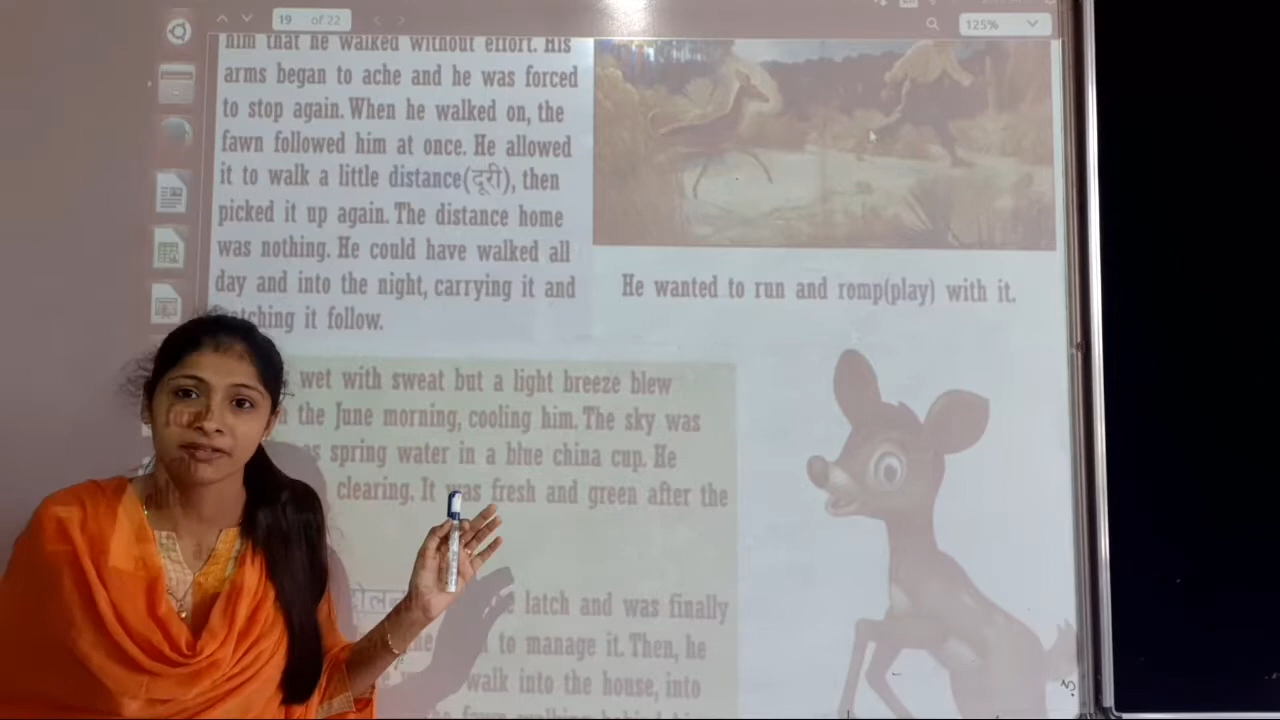 19 of 22
125%
him that he walked without effort. His
arms began to ache and he was forced
to stop again. When he walked on, the
fawn followed him at once. He allowed
it to walk a little distance(दूरी), then
picked it up again. The distance home
was nothing. He could have walked all
day and into the night, carrying it and
it follow.
He wanted to run and romp(play) with it.
wet with sweat but a light breeze blew
the June morning, cooling him. The sky was
spring water in a blue china cup. He
clearing. It was fresh and green after the
latch and was finally
to manage it. Then, he
walk into the house, into
fawn walking behind